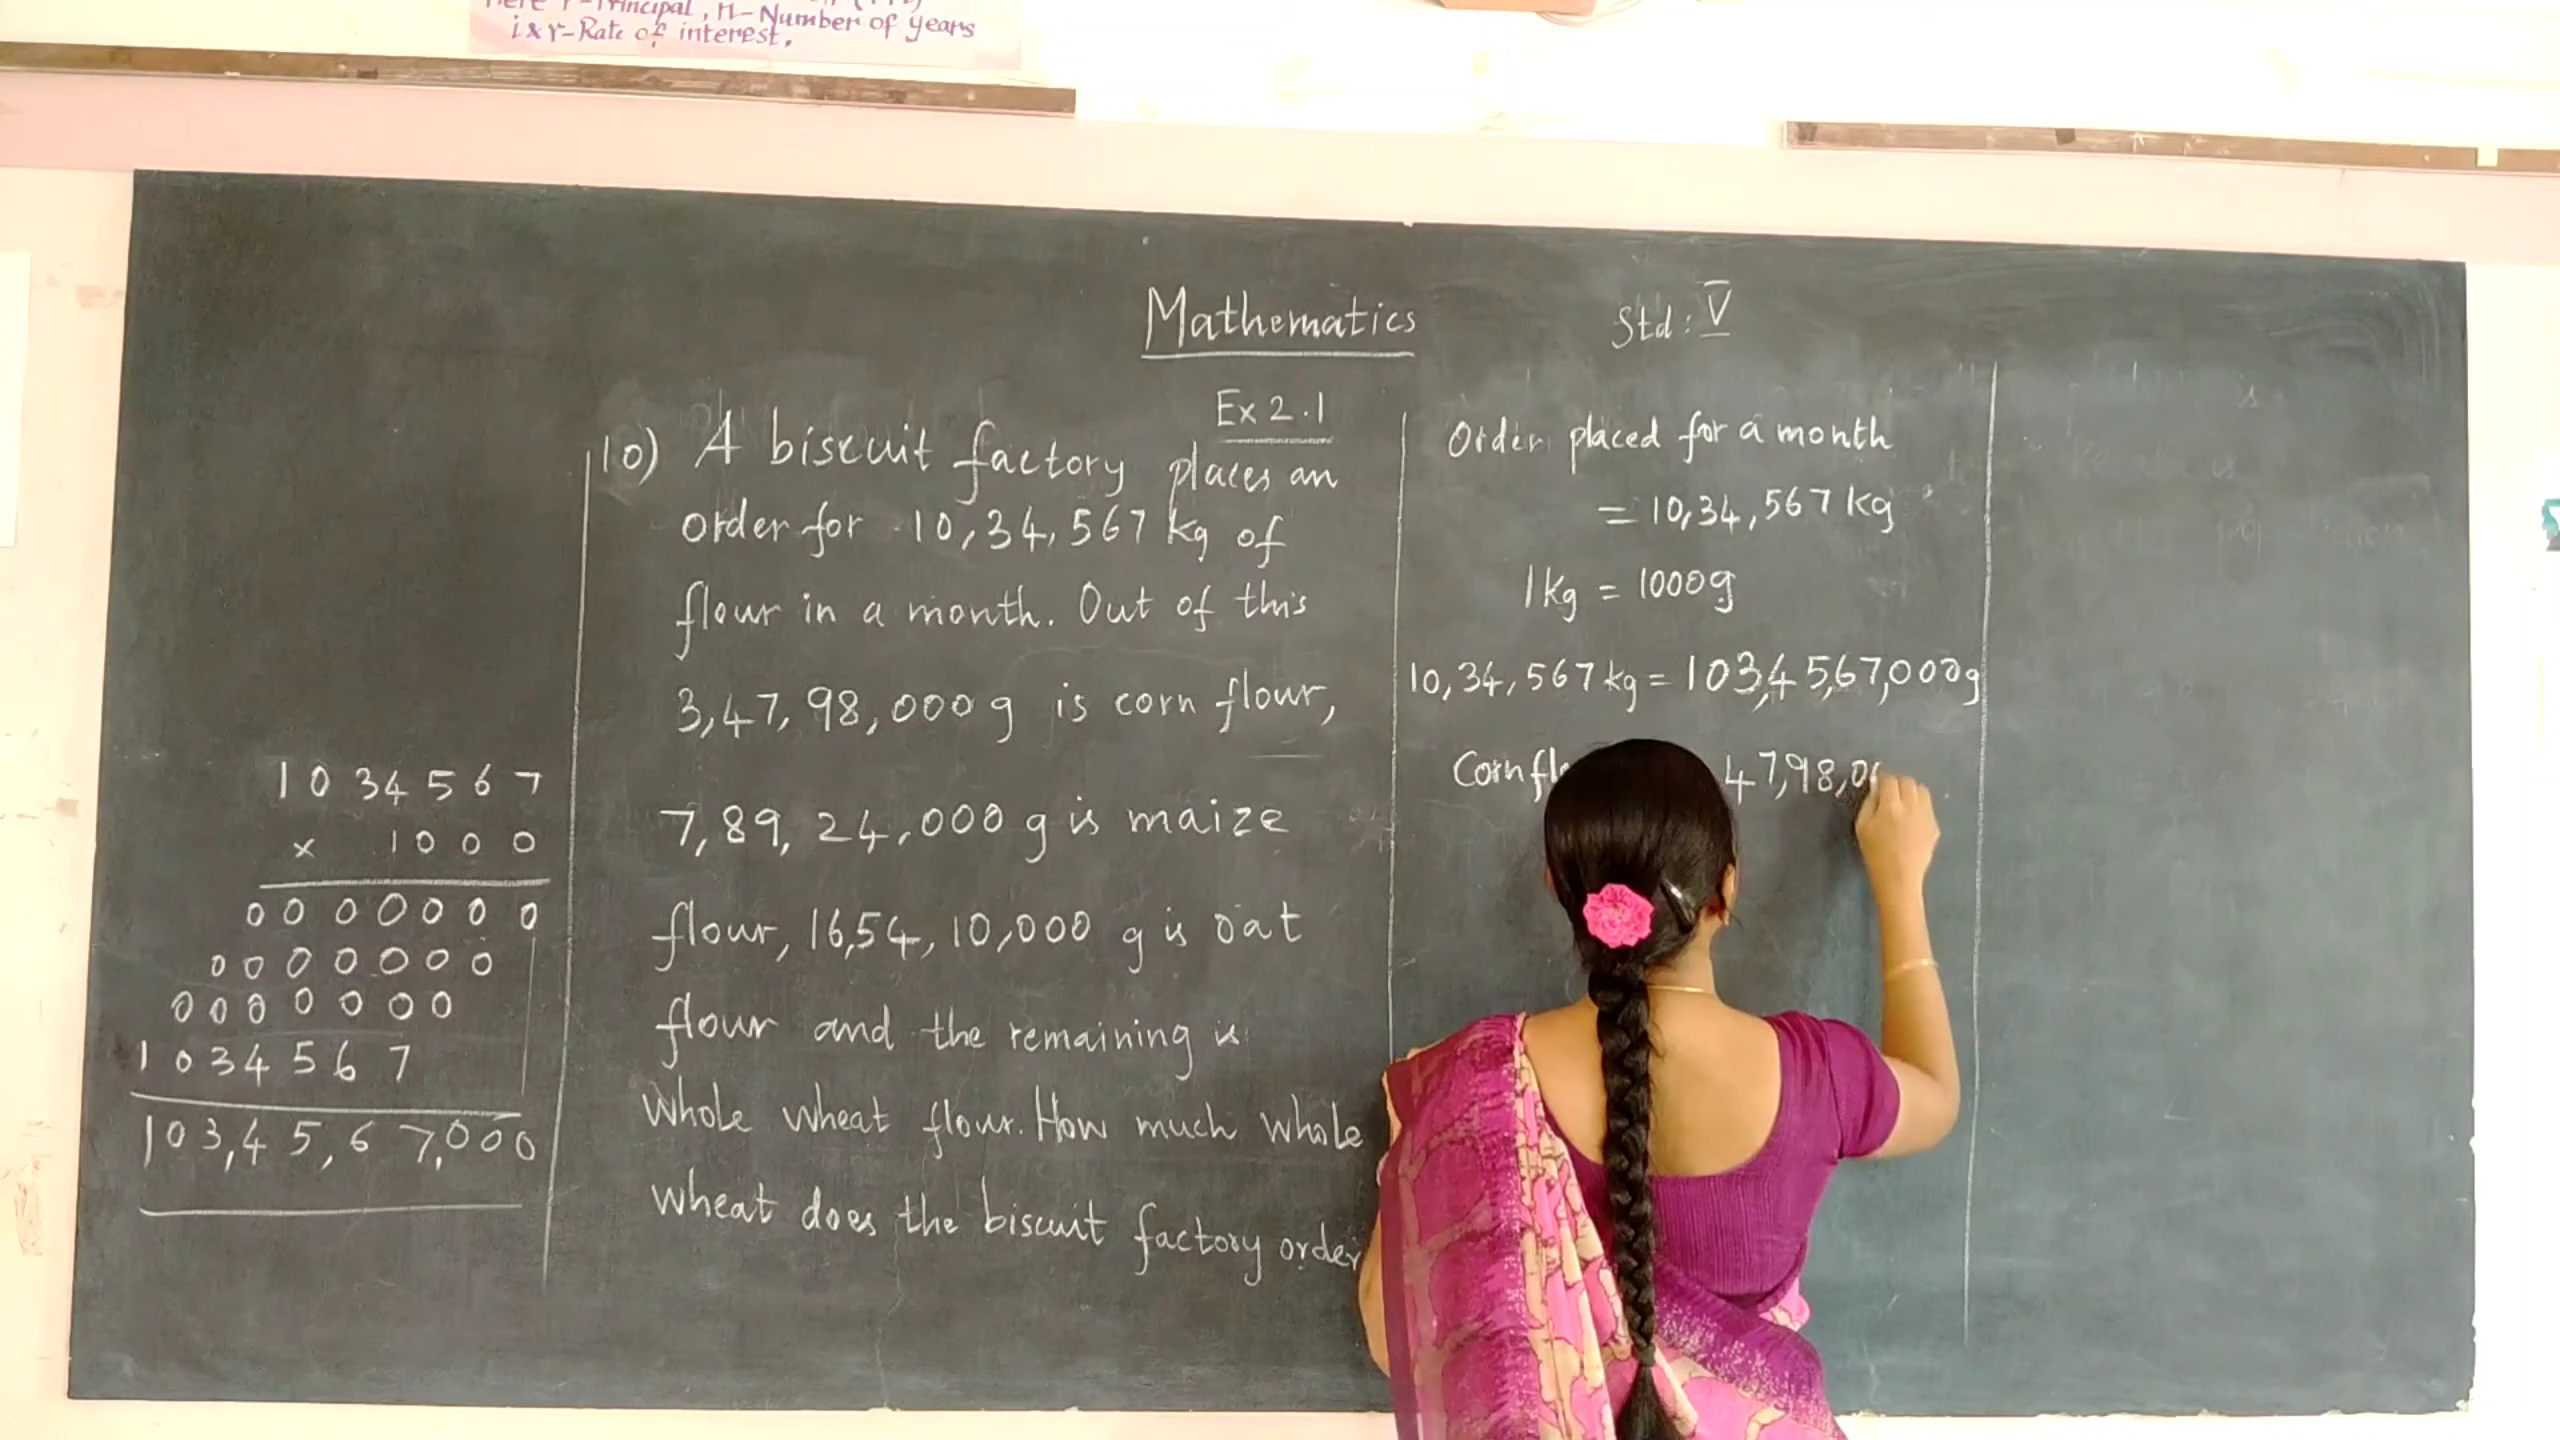 Principal, n-Number of years
i & r-Rate of interest.
Mathematics
Std: V
Ex 2.1
10) A biscuit factory places an
order for 10,34,567 kg of
flour in a month. Out of this
3,47,98,000 g is corn flour,
7,89,24,000 g is maize
flour, 16,54,10,000 g is oat
flour and the remaining is
whole wheat flour. How much whole
wheat does the biscuit factory order
Order placed for a month
= 10,34,567 kg
1kg = 1000g
10,34,567 kg = 103,45,67,000g
Corn 47,98,0
1034567
x 1000
0000000
0000000
0000000
1034567
103,45,67,000